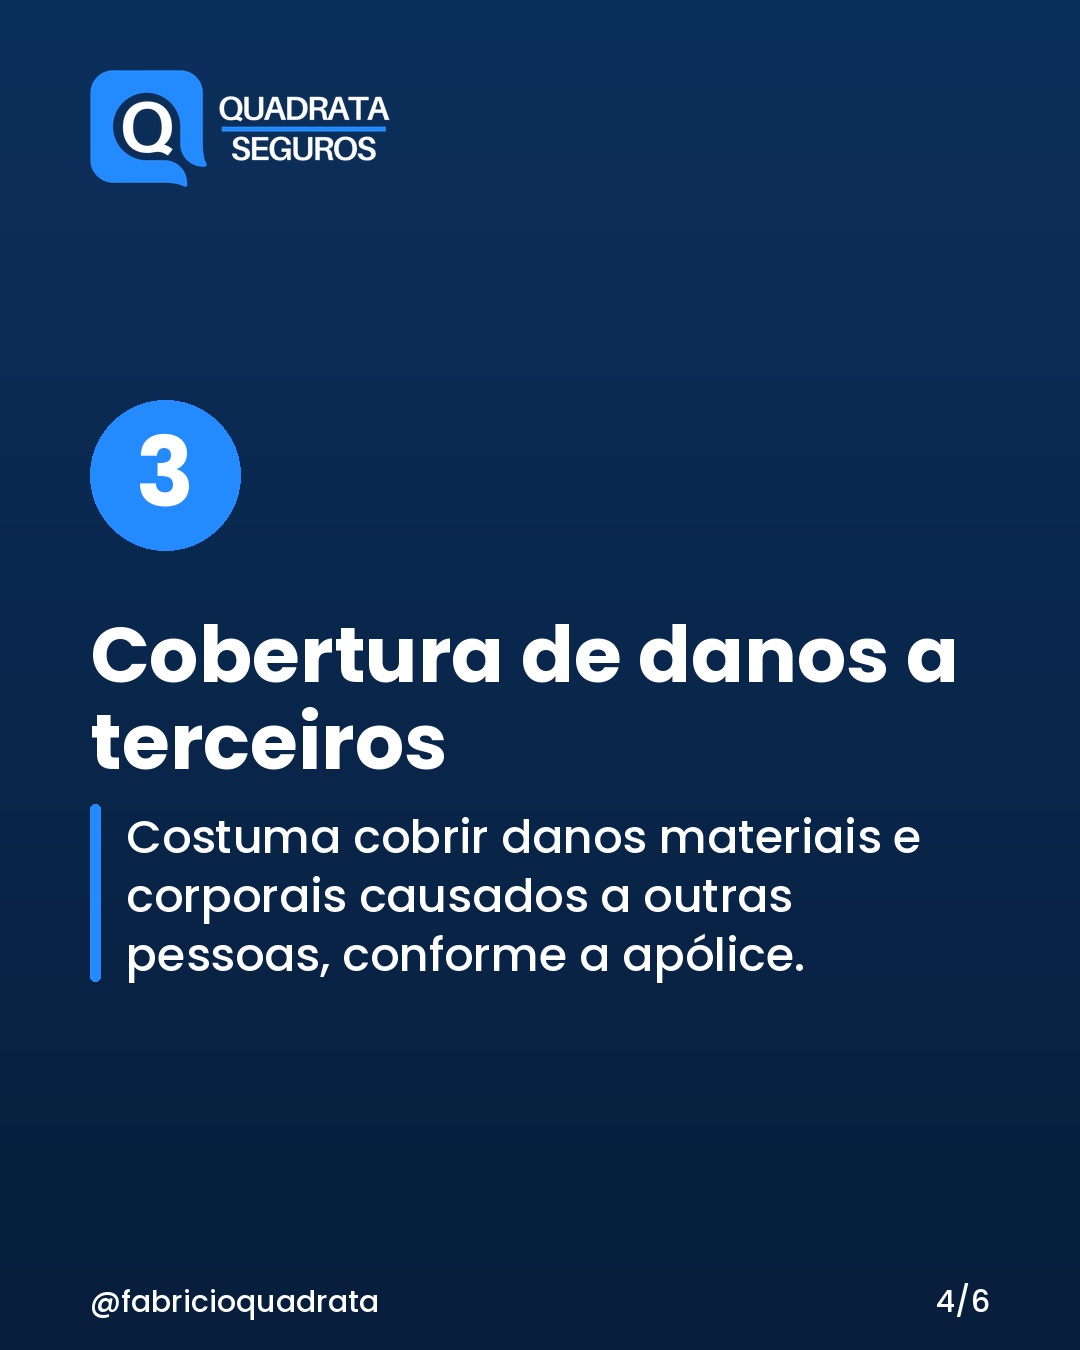 Q
QUADRATA
SEGUROS
3
Cobertura de danos a
terceiros
Costuma cobrir danos materiais e
corporais causados a outras
pessoas, conforme a apólice.
@fabricioquadrata
4/6